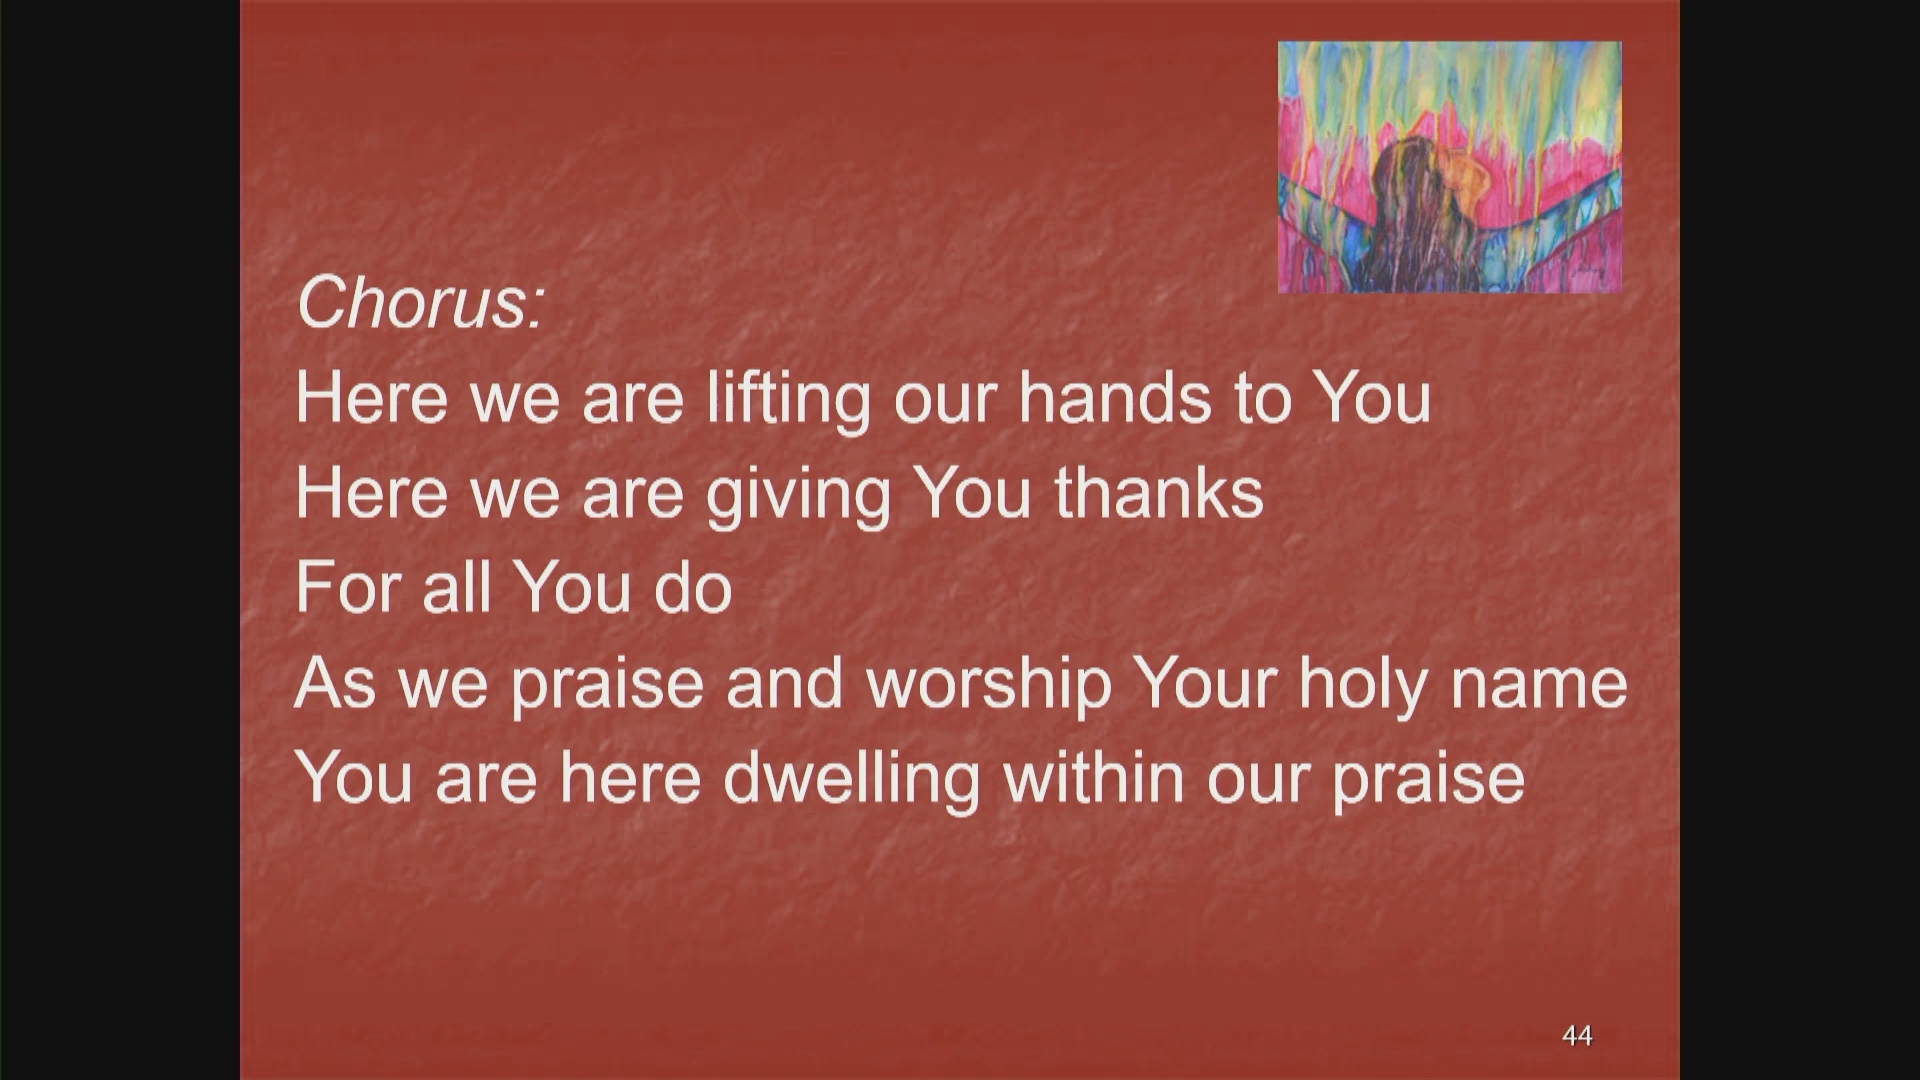 Chorus:
Here we are lifting our hands to You
Here we are giving You thanks
For all You do
As we praise and worship Your holy name
You are here dwelling within our praise
44